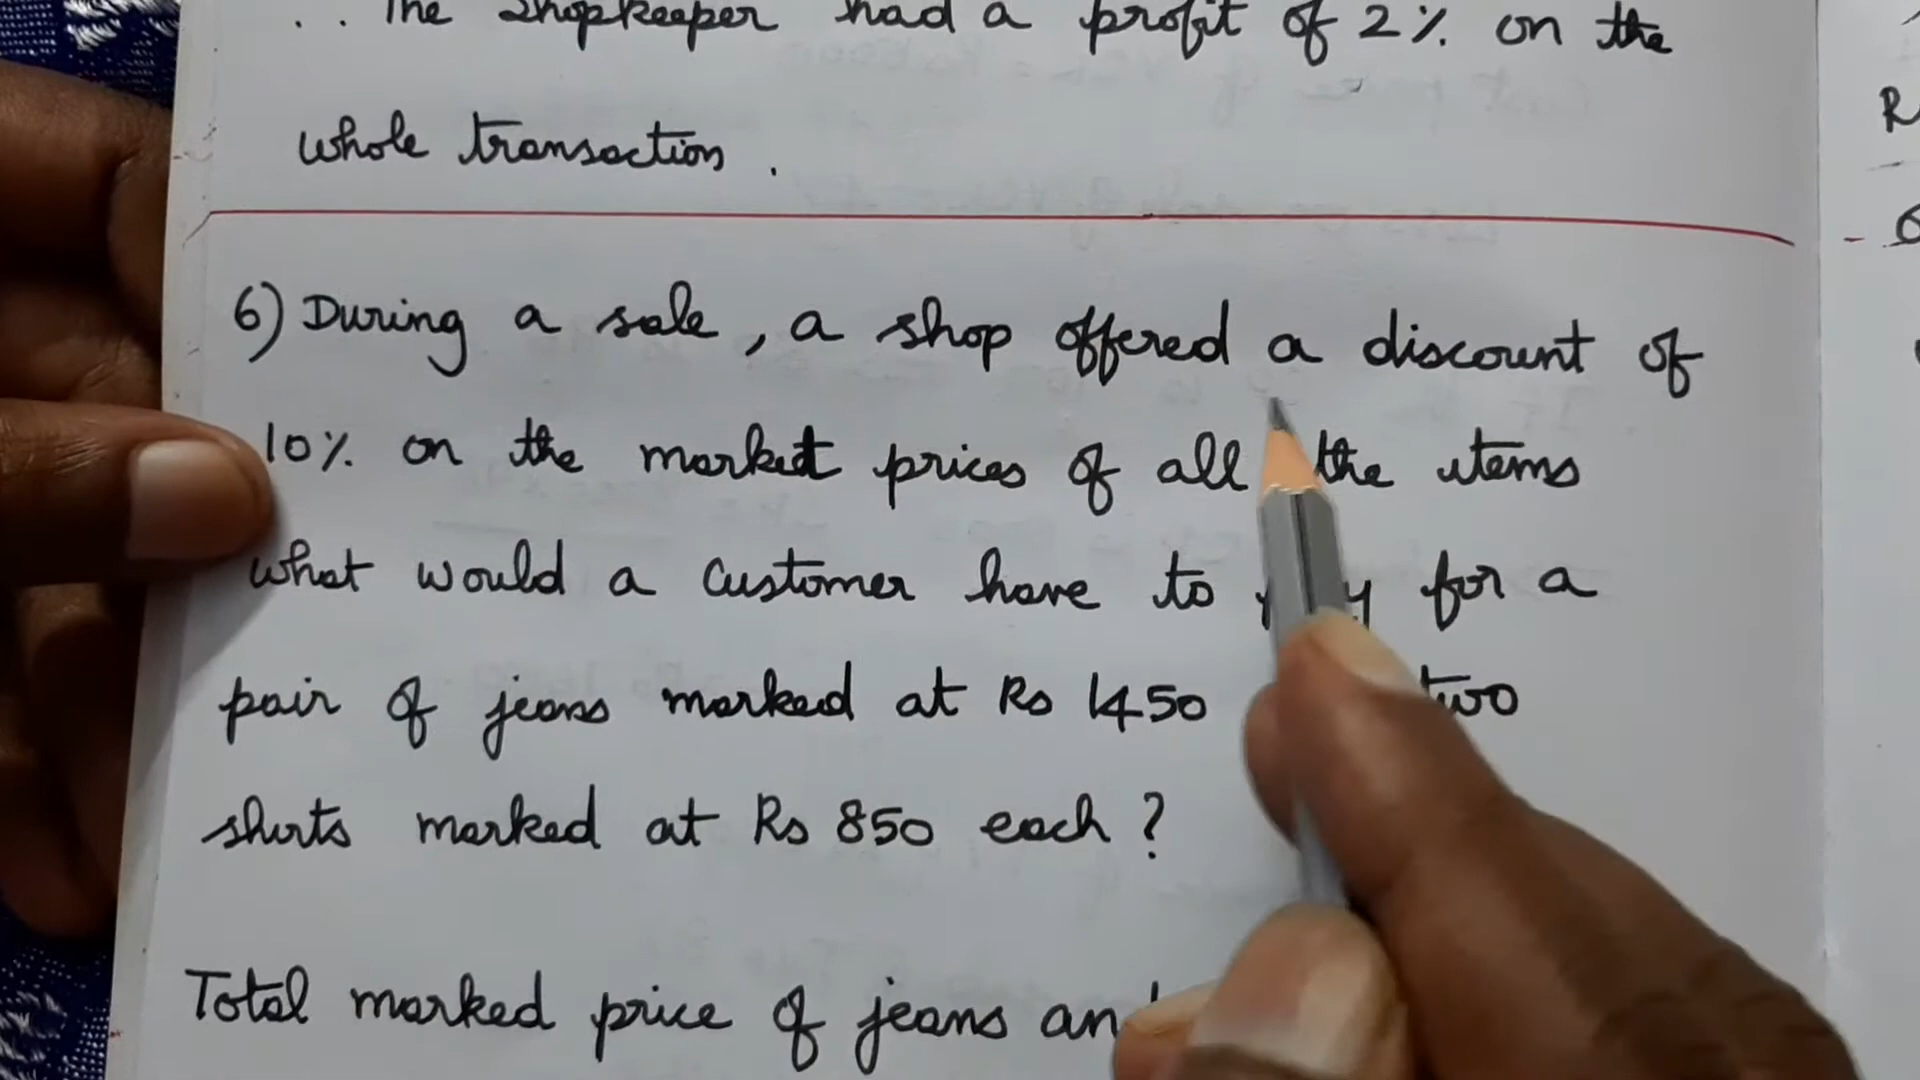 . . The Shopkeeper had a profit of 2% on the
whole transaction .
6) During a sale, a shop offered a discount of
10% on the market prices of all the items
what would a customer have to for a
pair of jeans marked at Rs 1450 two
shirts marked at Rs 850 each ?
Total marked price of jeans an